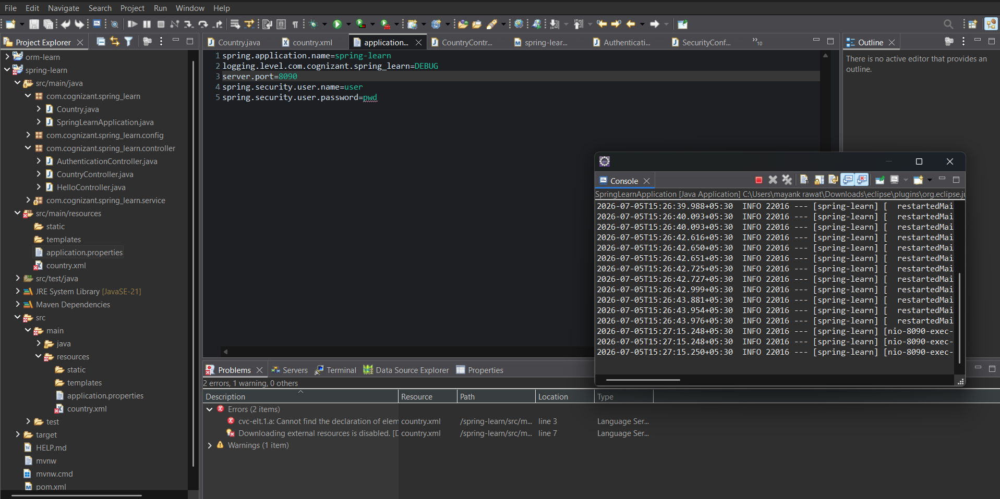 File Edit Navigate Search Project Run Window Help
Project Explorer
orm-learn
spring-learn
src/main/java
com.cognizant.spring_learn
Country.java
SpringLearnApplication.java
com.cognizant.spring_learn.config
com.cognizant.spring_learn.controller
AuthenticationController.java
CountryController.java
HelloController.java
com.cognizant.spring_learn.service
src/main/resources
static
templates
application.properties
country.xml
src/test/java
JRE System Library [JavaSE-21]
Maven Dependencies
src
main
java
resources
static
templates
application.properties
country.xml
test
target
HELP.md
mvnw
mvnw.cmd
pom.xml
Country.java country.xml application... CountryContr... spring-lear... Authenticati... SecurityConf... »10
1 spring.application.name=spring-learn
2 logging.level.com.cognizant.spring_learn=DEBUG
3 server.port=8090
4 spring.security.user.name=user
5 spring.security.user.password=pwd
Outline
There is no active editor that provides an
outline.
Console
SpringLearnApplication [Java Application] C:\Users\mayank rawat\Downloads\eclipse\plugins\org.eclipse.ju
2026-07-05T15:26:39.988+05:30 INFO 22016 --- [spring-learn] [ restartedMai
2026-07-05T15:26:40.093+05:30 INFO 22016 --- [spring-learn] [ restartedMai
2026-07-05T15:26:40.093+05:30 INFO 22016 --- [spring-learn] [ restartedMai
2026-07-05T15:26:42.616+05:30 INFO 22016 --- [spring-learn] [ restartedMai
2026-07-05T15:26:42.650+05:30 INFO 22016 --- [spring-learn] [ restartedMai
2026-07-05T15:26:42.651+05:30 INFO 22016 --- [spring-learn] [ restartedMai
2026-07-05T15:26:42.725+05:30 INFO 22016 --- [spring-learn] [ restartedMai
2026-07-05T15:26:42.727+05:30 INFO 22016 --- [spring-learn] [ restartedMai
2026-07-05T15:26:42.999+05:30 INFO 22016 --- [spring-learn] [ restartedMai
2026-07-05T15:26:43.881+05:30 INFO 22016 --- [spring-learn] [ restartedMai
2026-07-05T15:26:43.954+05:30 INFO 22016 --- [spring-learn] [ restartedMai
2026-07-05T15:26:43.976+05:30 INFO 22016 --- [spring-learn] [ restartedMai
2026-07-05T15:27:15.248+05:30 INFO 22016 --- [spring-learn] [nio-8090-exec-
2026-07-05T15:27:15.248+05:30 INFO 22016 --- [spring-learn] [nio-8090-exec-
2026-07-05T15:27:15.250+05:30 INFO 22016 --- [spring-learn] [nio-8090-exec-
Problems Servers Terminal Data Source Explorer Properties
2 errors, 1 warning, 0 others
Description Resource Path Location Type
Errors (2 items)
cvc-elt.1.a: Cannot find the declaration of elem country.xml /spring-learn/src/m... line 3 Language Ser...
Downloading external resources is disabled. [D country.xml /spring-learn/src/m... line 7 Language Ser...
Warnings (1 item)